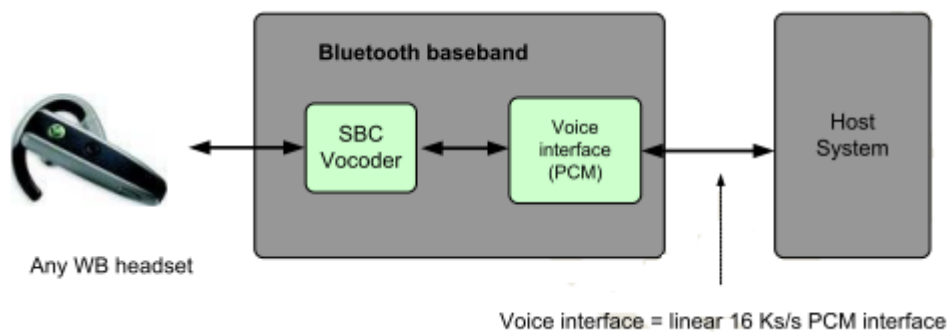 Bluetooth baseband
SBC
Vocoder
Voice
interface
(PCM)
Host
System
Any WB headset
Voice interface = linear 16 Ks/s PCM interface